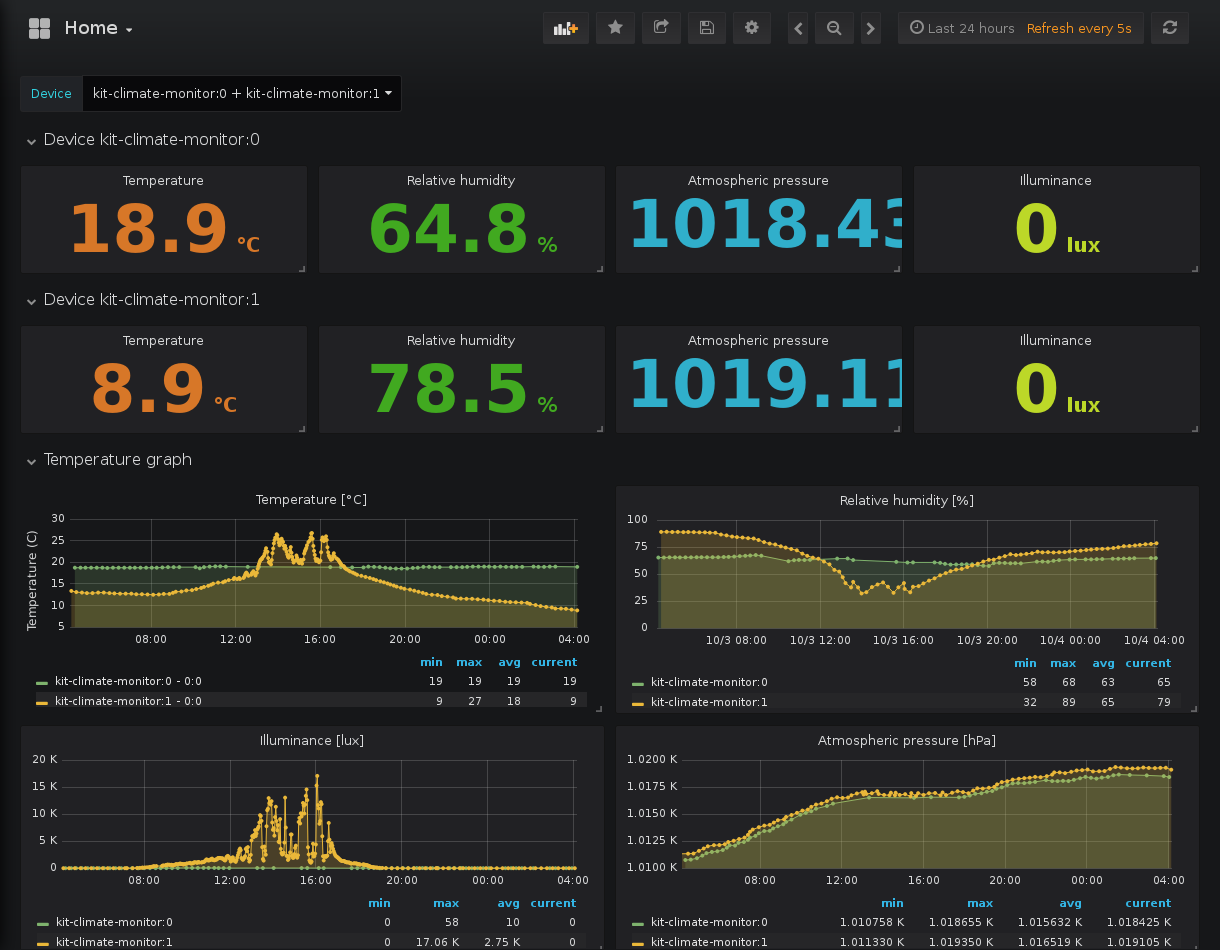 Home
Last 24 hours Refresh every 5s
Device kit-climate-monitor:0 + kit-climate-monitor:1
Device kit-climate-monitor:0
Temperature Relative humidity Atmospheric pressure Illuminance
18.9 °C 64.8 % 1018.43 0 lux
Device kit-climate-monitor:1
Temperature Relative humidity Atmospheric pressure Illuminance
8.9 °C 78.5 % 1019.11 0 lux
Temperature graph
Temperature [°C]
Temperature (C)
30
25
20
15
10
5
08:00 12:00 16:00 20:00 00:00 04:00
min max avg current
kit-climate-monitor:0 - 0:0 19 19 19 19
kit-climate-monitor:1 - 0:0 9 27 18 9
Relative humidity [%]
100
75
50
25
0
10/3 08:00 10/3 12:00 10/3 16:00 10/3 20:00 10/4 00:00 10/4 04:00
min max avg current
kit-climate-monitor:0 58 68 63 65
kit-climate-monitor:1 32 89 65 79
Illuminance [lux]
20 K
15 K
10 K
5 K
0
08:00 12:00 16:00 20:00 00:00 04:00
min max avg current
kit-climate-monitor:0 0 58 10 0
kit-climate-monitor:1 0 17.06 K 2.75 K 0
Atmospheric pressure [hPa]
1.0200 K
1.0175 K
1.0150 K
1.0125 K
1.0100 K
08:00 12:00 16:00 20:00 00:00 04:00
min max avg current
kit-climate-monitor:0 1.010758 K 1.018655 K 1.015632 K 1.018425 K
kit-climate-monitor:1 1.011330 K 1.019350 K 1.016519 K 1.019105 K